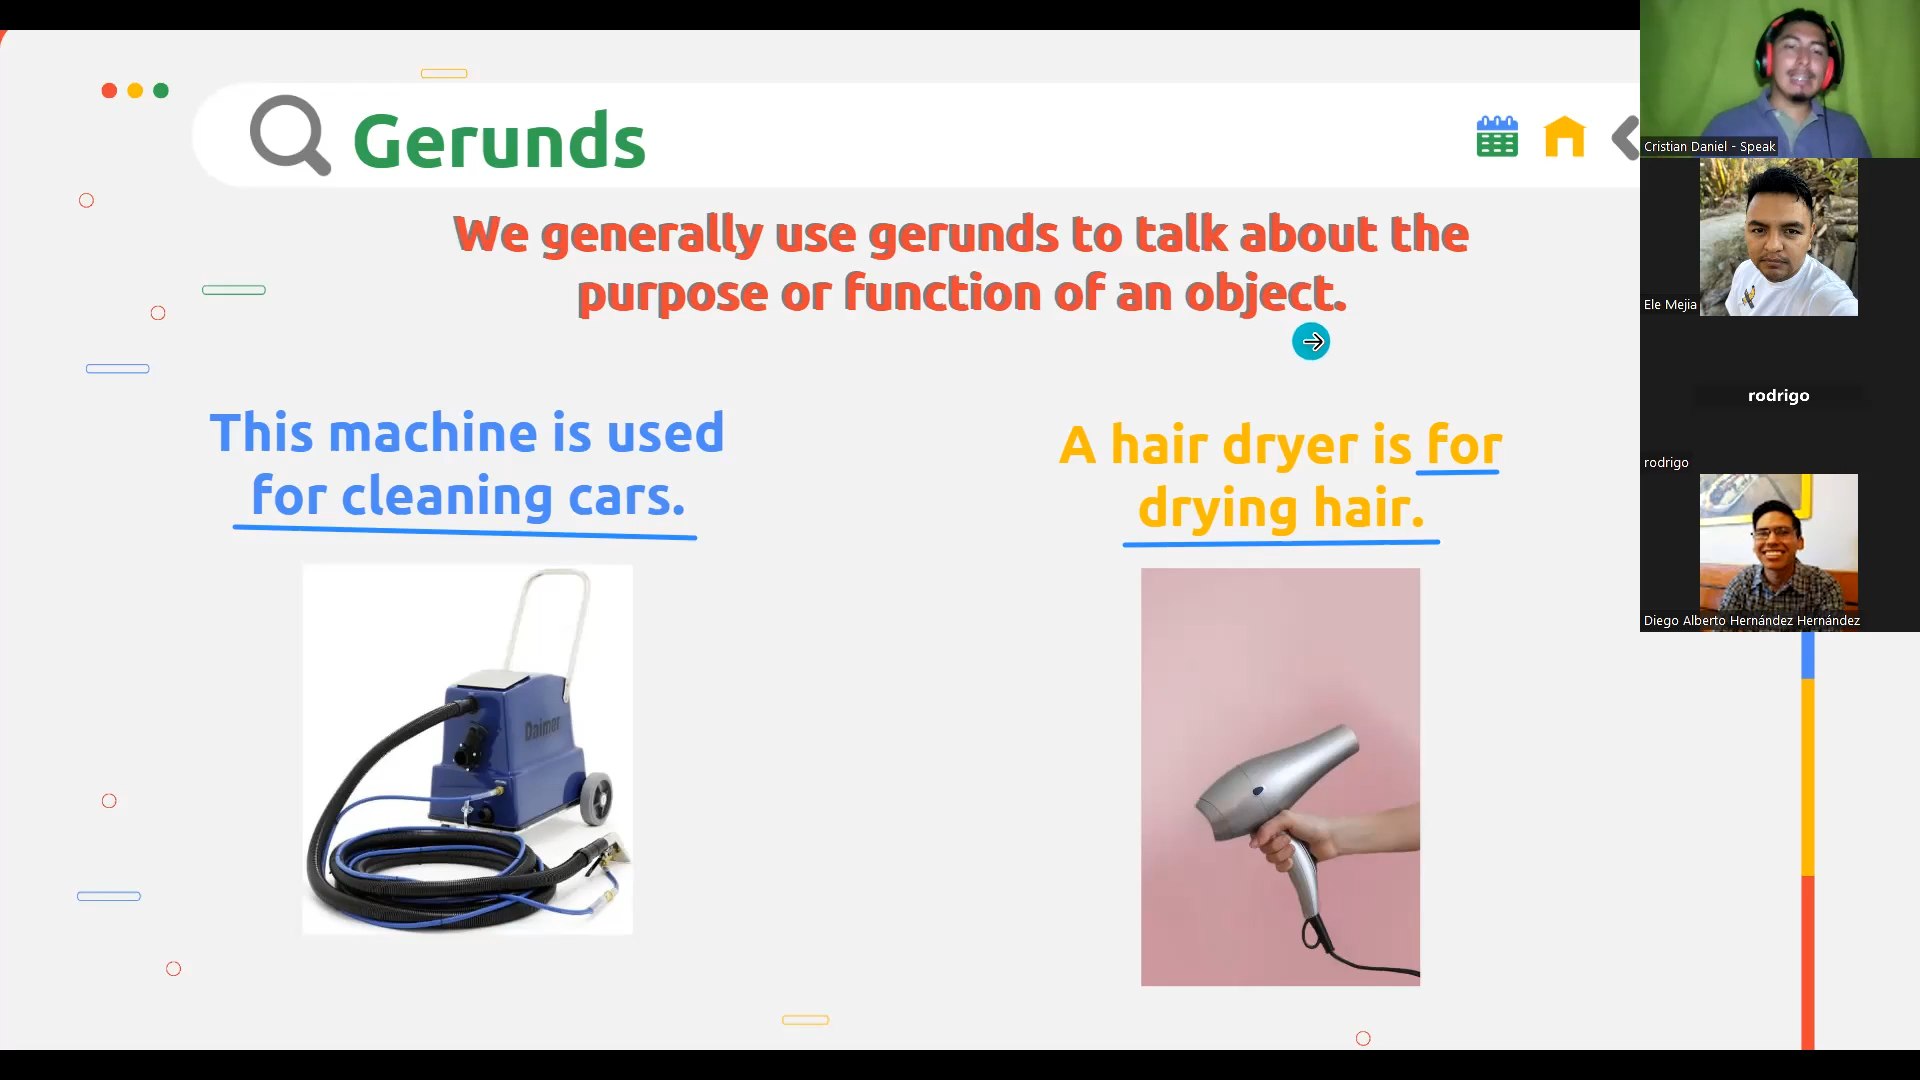 Gerunds
We generally use gerunds to talk about the
purpose or function of an object.
This machine is used
for cleaning cars.
A hair dryer is for
drying hair.
Daimer
Cristian Daniel - Speak
Ele Mejia
rodrigo
rodrigo
Diego Alberto Hernández Hernández